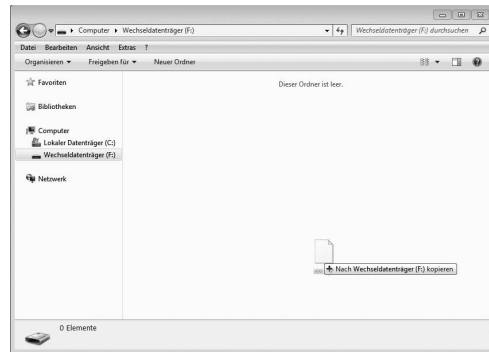 Computer ▸ Wechseldatenträger (F:)
Wechseldatenträger (F:) durchsuchen
Datei Bearbeiten Ansicht Extras ?
Organisieren Freigeben für Neuer Ordner
Favoriten
Dieser Ordner ist leer.
Bibliotheken
Computer
Lokaler Datenträger (C:)
Wechseldatenträger (F:)
Netzwerk
Nach Wechseldatenträger (F:) kopieren
0 Elemente